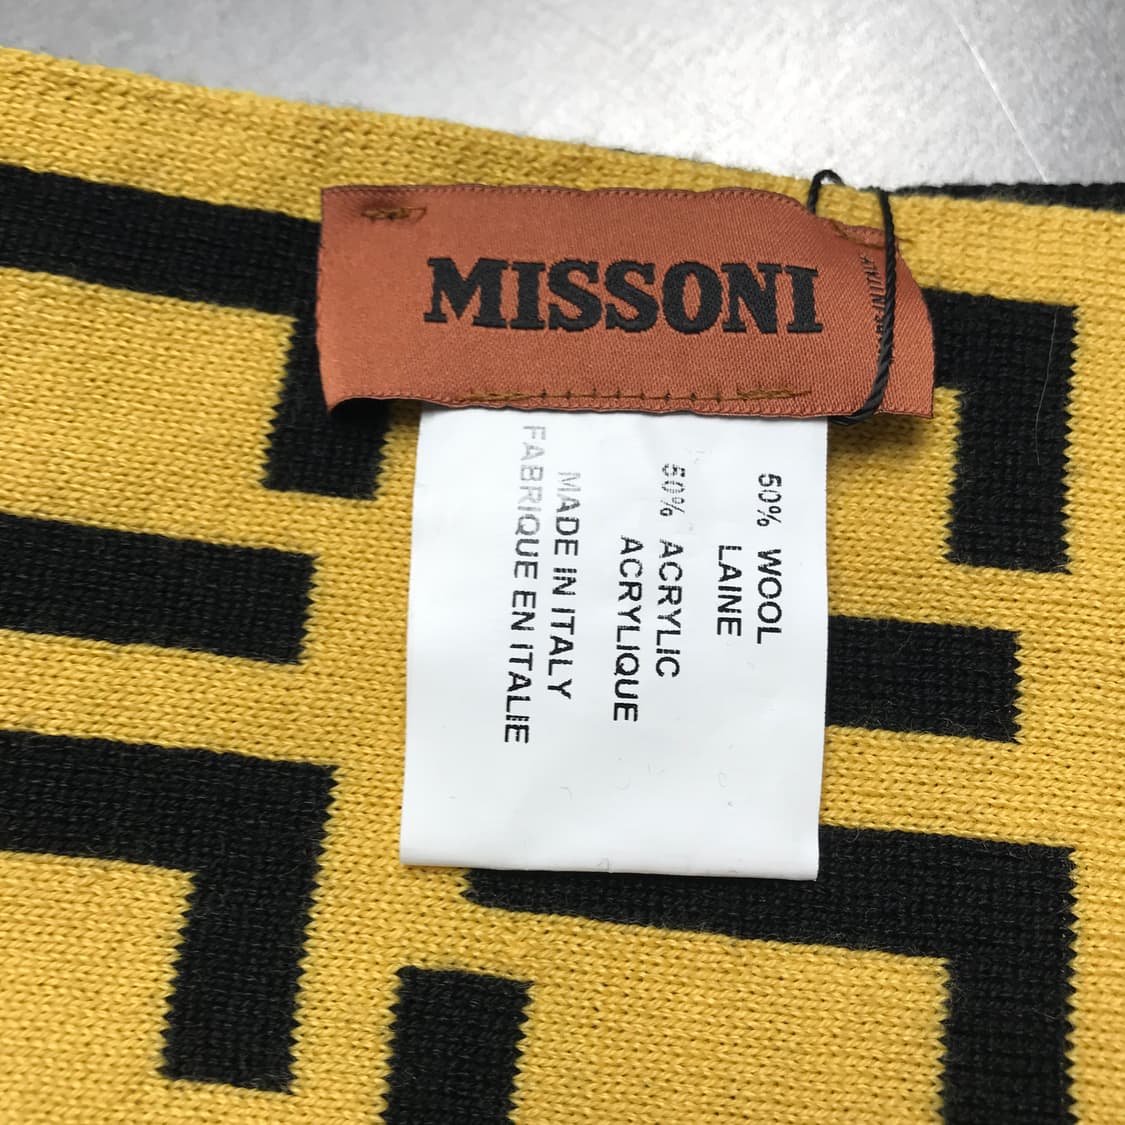 MISSONI
50% WOOL
LAINE
50% ACRYLIC
ACRYLIQUE
MADE IN ITALY
FABRIQUE EN ITALIE